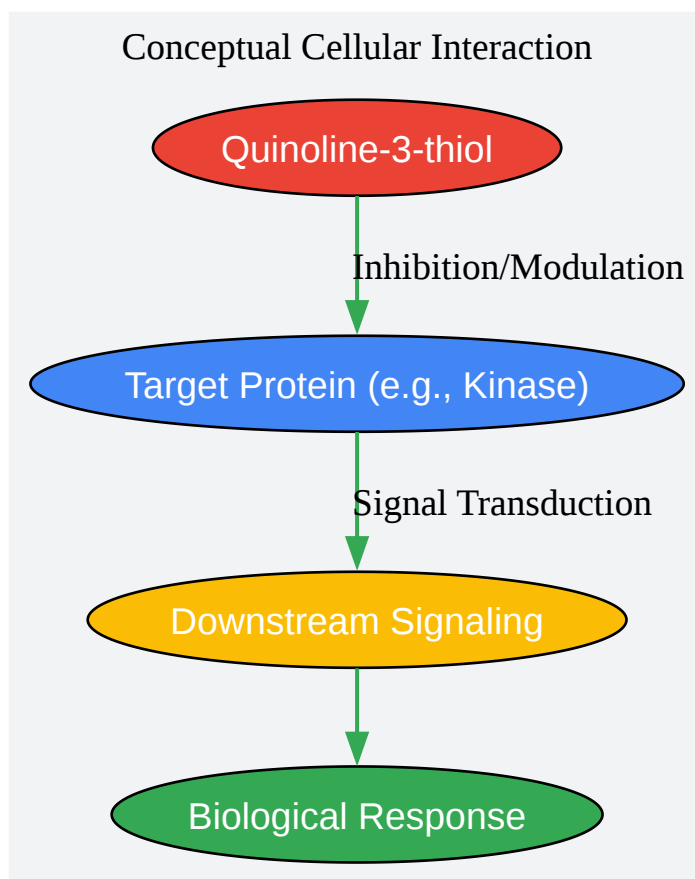 Conceptual Cellular Interaction
Quinoline-3-thiol
Inhibition/Modulation
Target Protein (e.g., Kinase)
Signal Transduction
Downstream Signaling
Biological Response